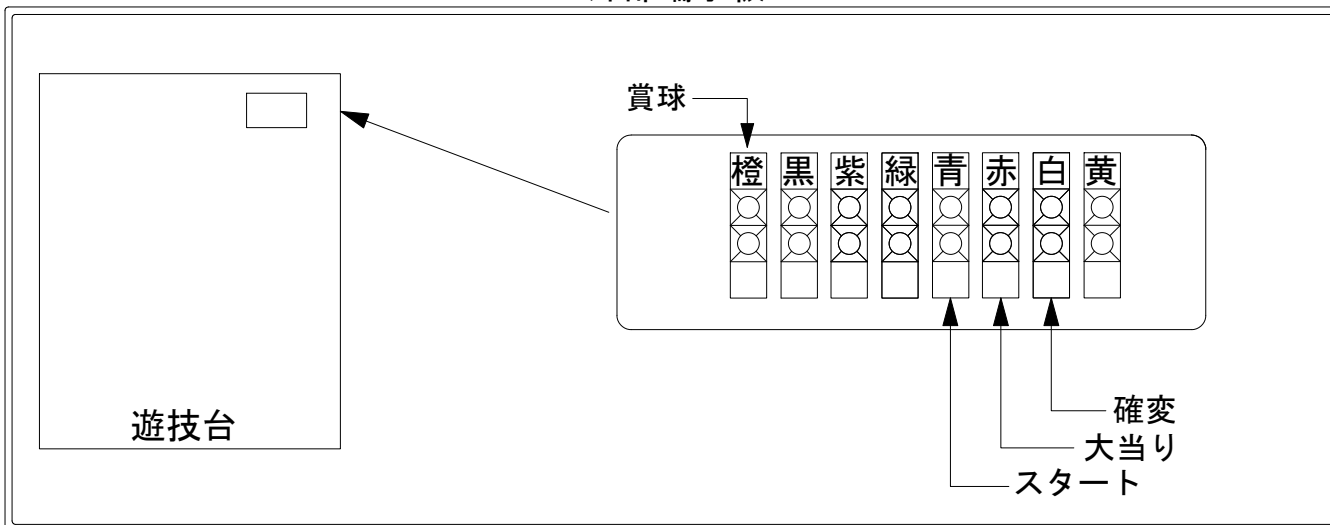 賞球
橙 黒 紫 緑 青 赤 白 黄
遊技台
確変
大当り
スタート